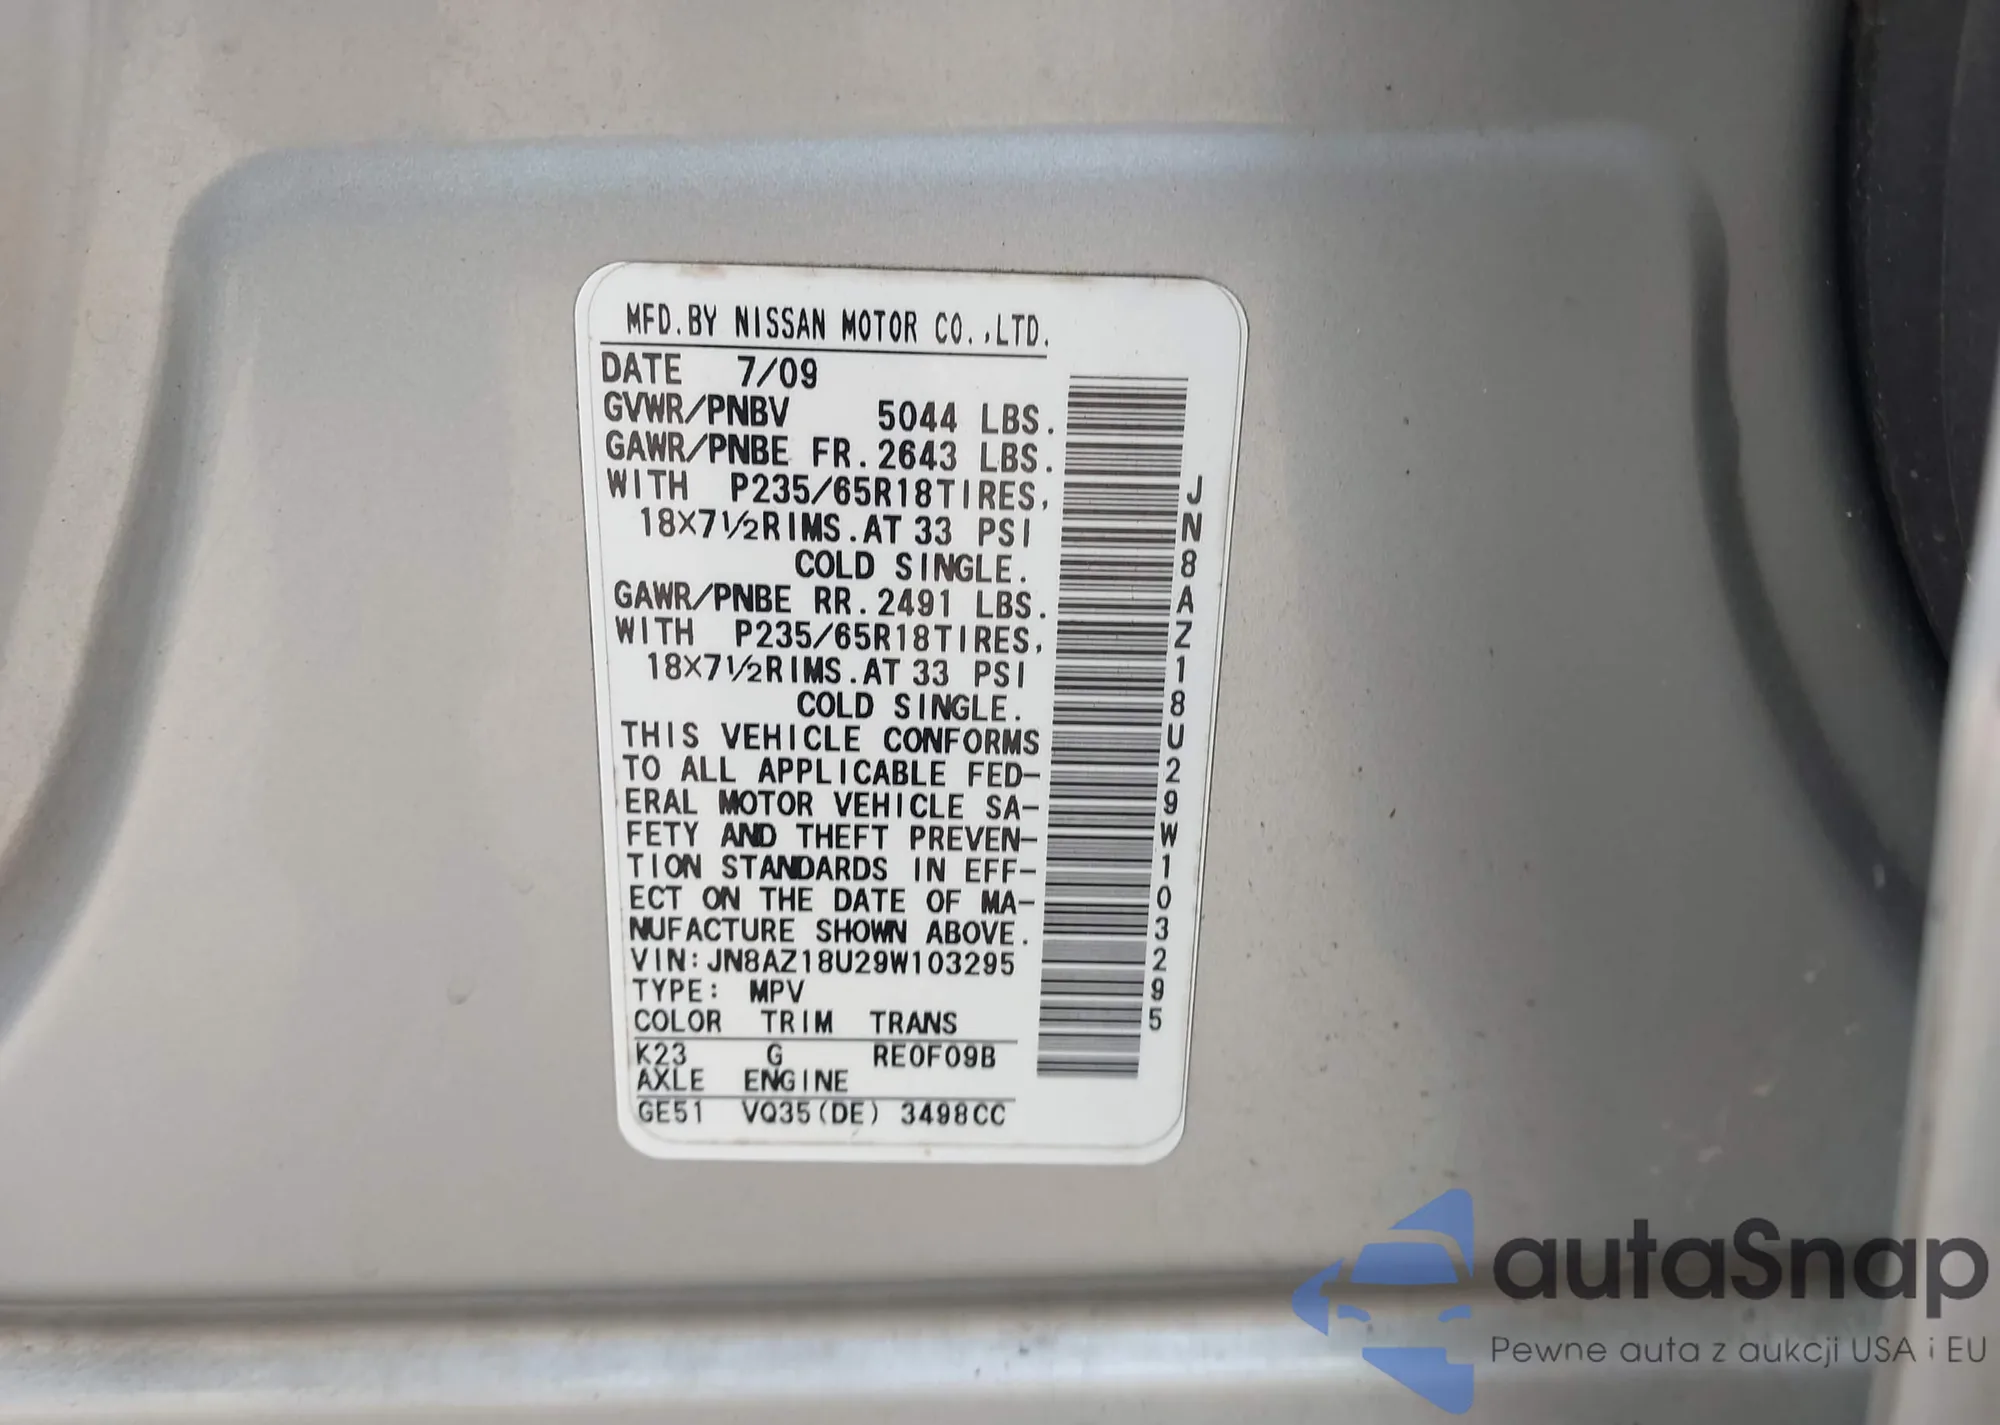 MFD.BY NISSAN MOTOR CO.,LTD.
DATE 7/09
GVWR/PNBV 5044 LBS.
GAWR/PNBE FR.2643 LBS.
WITH P235/65R18TIRES,
18×7½RIMS.AT 33 PSI
COLD SINGLE.
GAWR/PNBE RR.2491 LBS.
WITH P235/65R18TIRES,
18×7½RIMS.AT 33 PSI
COLD SINGLE.
THIS VEHICLE CONFORMS
TO ALL APPLICABLE FED-
ERAL MOTOR VEHICLE SA-
FETY AND THEFT PREVEN-
TION STANDARDS IN EFF-
ECT ON THE DATE OF MA-
NUFACTURE SHOWN ABOVE.
VIN:JN8AZ18U29W103295
TYPE: MPV
COLOR TRIM TRANS
K23 G RE0F09B
AXLE ENGINE
GE51 VQ35(DE) 3498CC
JN8AZ18U29W103295
autaSnap
Pewne auta z aukcji USA i EU